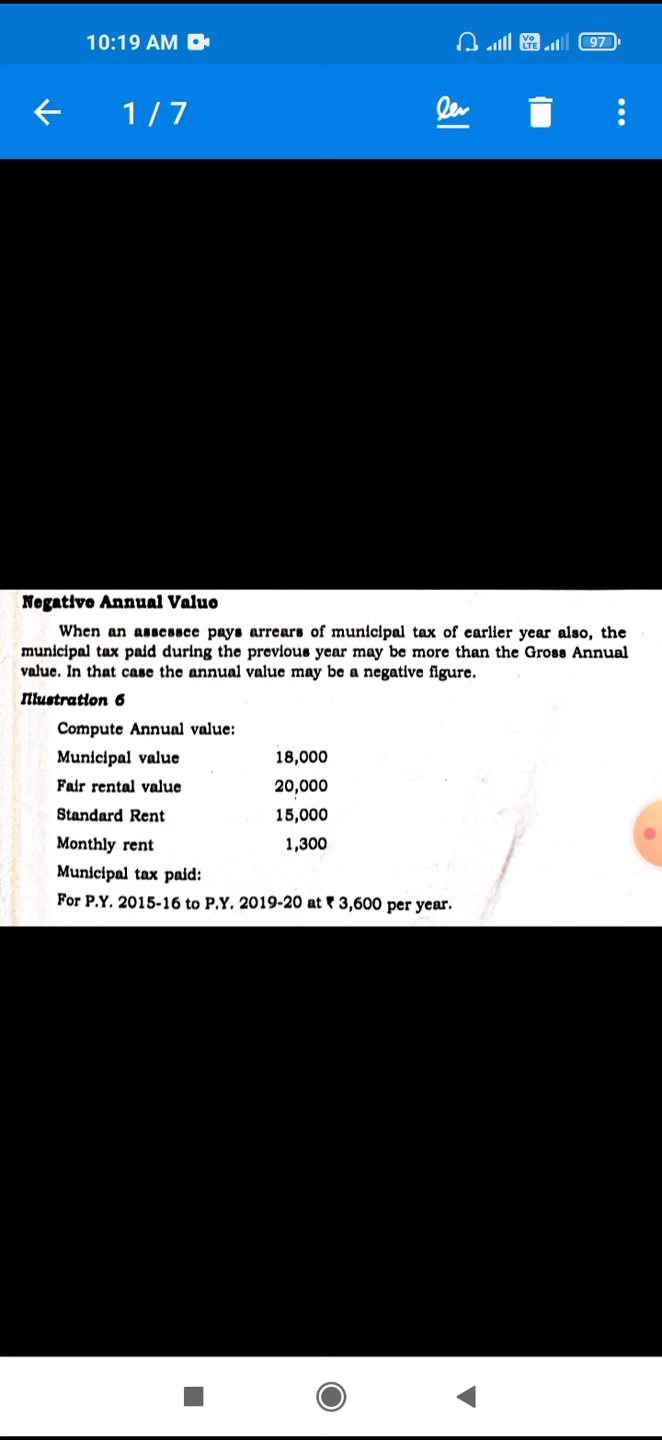 10:19 AM
Vo LTE
97
1 / 7
Negative Annual Value
When an assessee pays arrears of municipal tax of earlier year also, the
municipal tax paid during the previous year may be more than the Gross Annual
value. In that case the annual value may be a negative figure.
Illustration 6
Compute Annual value:
Municipal value 18,000
Fair rental value 20,000
Standard Rent 15,000
Monthly rent 1,300
Municipal tax paid:
For P.Y. 2015-16 to P.Y. 2019-20 at ₹ 3,600 per year.